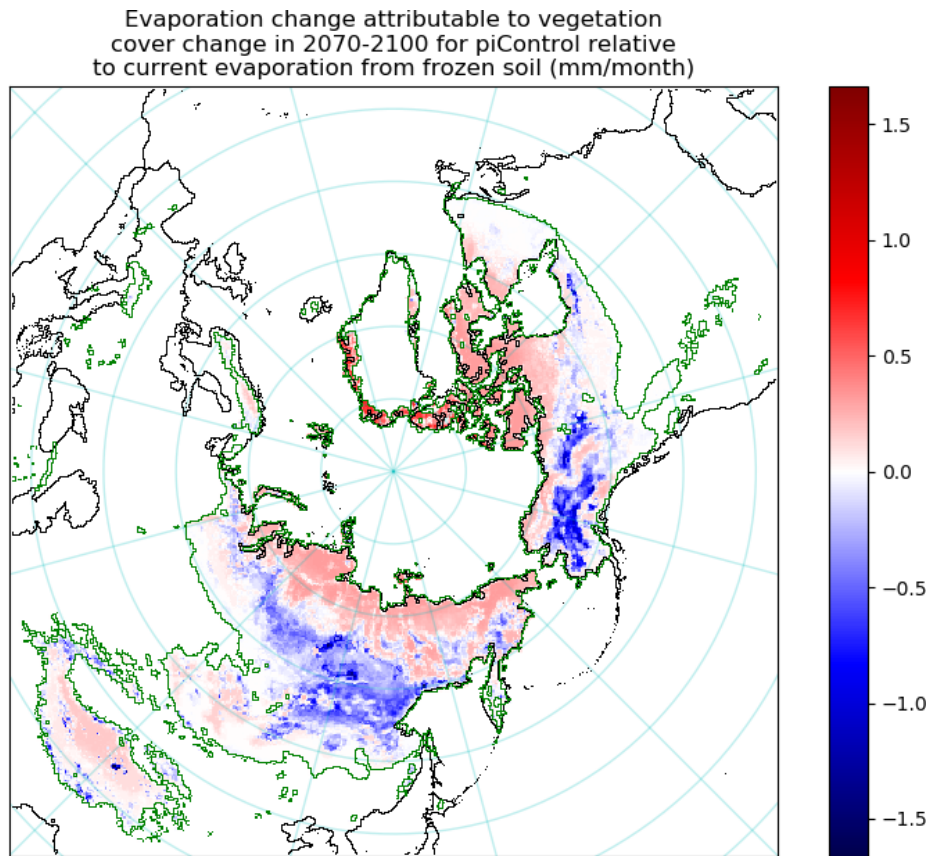 Evaporation change attributable to vegetation
cover change in 2070-2100 for piControl relative
to current evaporation from frozen soil (mm/month)
1.5
1.0
0.5
0.0
−0.5
−1.0
−1.5